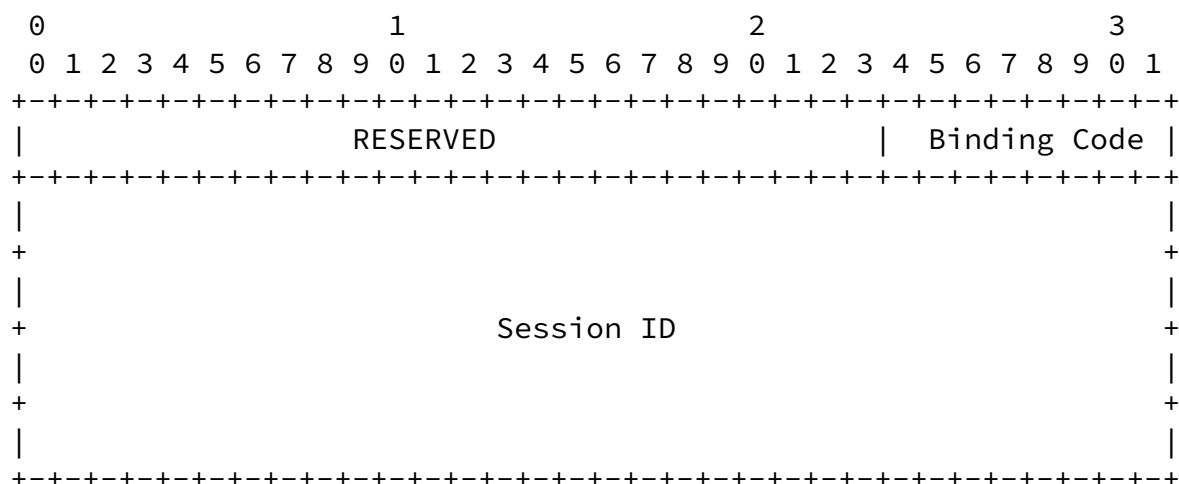 0                   1                   2                   3
 0 1 2 3 4 5 6 7 8 9 0 1 2 3 4 5 6 7 8 9 0 1 2 3 4 5 6 7 8 9 0 1
+-+-+-+-+-+-+-+-+-+-+-+-+-+-+-+-+-+-+-+-+-+-+-+-+-+-+-+-+-+-+-+-+
|                  RESERVED                     |  Binding Code |
+-+-+-+-+-+-+-+-+-+-+-+-+-+-+-+-+-+-+-+-+-+-+-+-+-+-+-+-+-+-+-+-+
|                                                               |
+                                                               +
|                                                               |
+                          Session ID                           +
|                                                               |
+                                                               +
|                                                               |
+-+-+-+-+-+-+-+-+-+-+-+-+-+-+-+-+-+-+-+-+-+-+-+-+-+-+-+-+-+-+-+-+